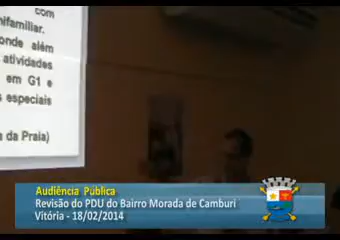 com
nifamiliar.
onde além
atividades
em G1 e
s especiais
a da Praia)
Audiência Pública
Revisão do PDU do Bairro Morada de Camburi
Vitória - 18/02/2014